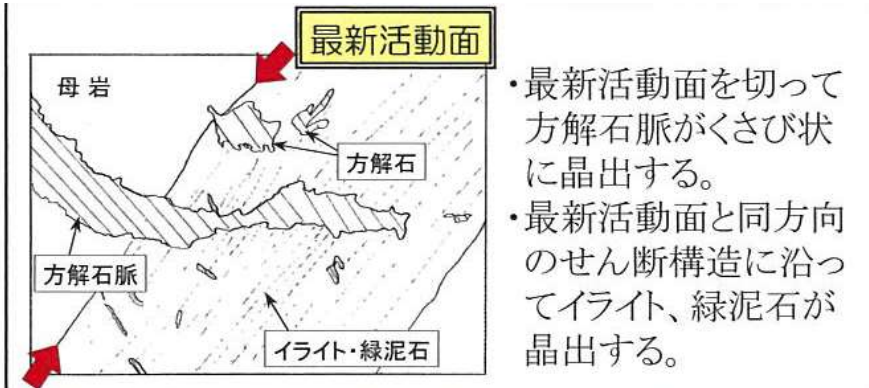 最新活動面
母岩
方解石
方解石脈
イライト・緑泥石
・最新活動面を切って
方解石脈がくさび状
に晶出する。
・最新活動面と同方向
のせん断構造に沿っ
てイライト、緑泥石が
晶出する。